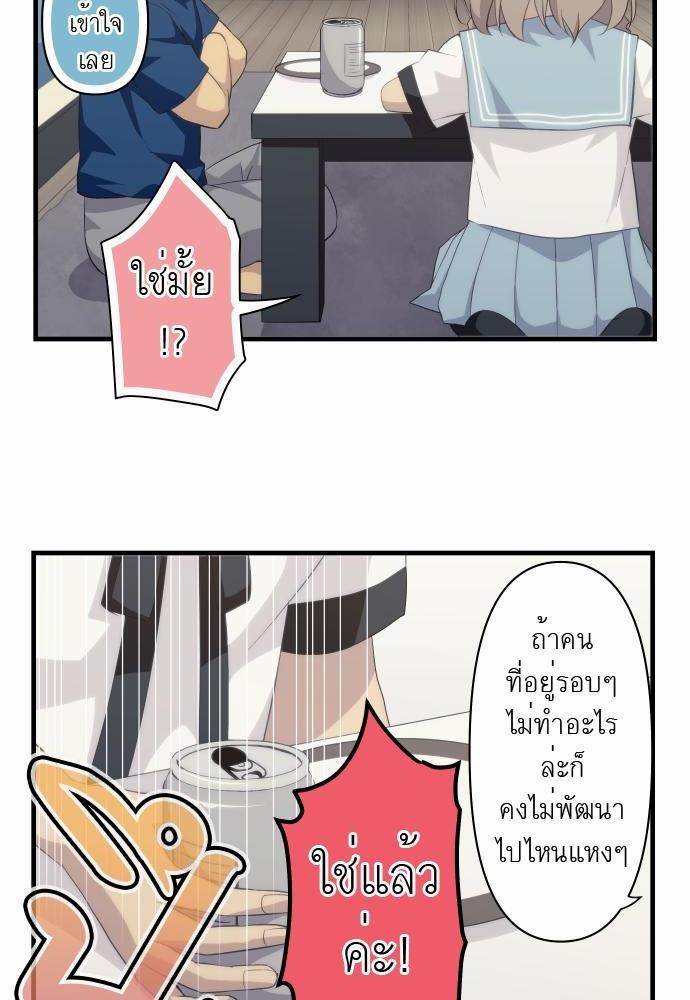 เข้าใจ
เลย
ใช่มั้ย
!?
ถ้าคน
ที่อยู่รอบๆ
ไม่ทำอะไร
ล่ะก็
คงไม่พัฒนา
ไปไหนแหงๆ
ใช่แล้ว
ค่ะ!